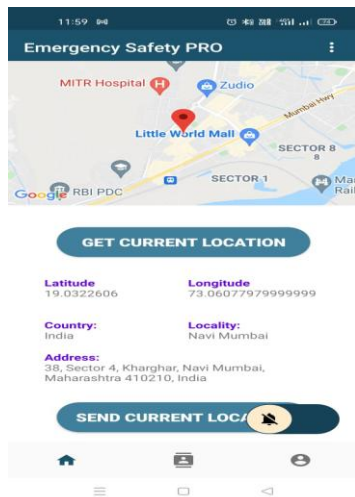 11:59
Emergency Safety PRO
MITR Hospital
Zudio
Mumbai Hwy
Little World Mall
SECTOR 8
8
SECTOR 1
Ma
Rail
Google
RBI PDC
GET CURRENT LOCATION
Latitude
19.0322606
Longitude
73.06077979999999
Country:
India
Locality:
Navi Mumbai
Address:
38, Sector 4, Kharghar, Navi Mumbai,
Maharashtra 410210, India
SEND CURRENT LOCA